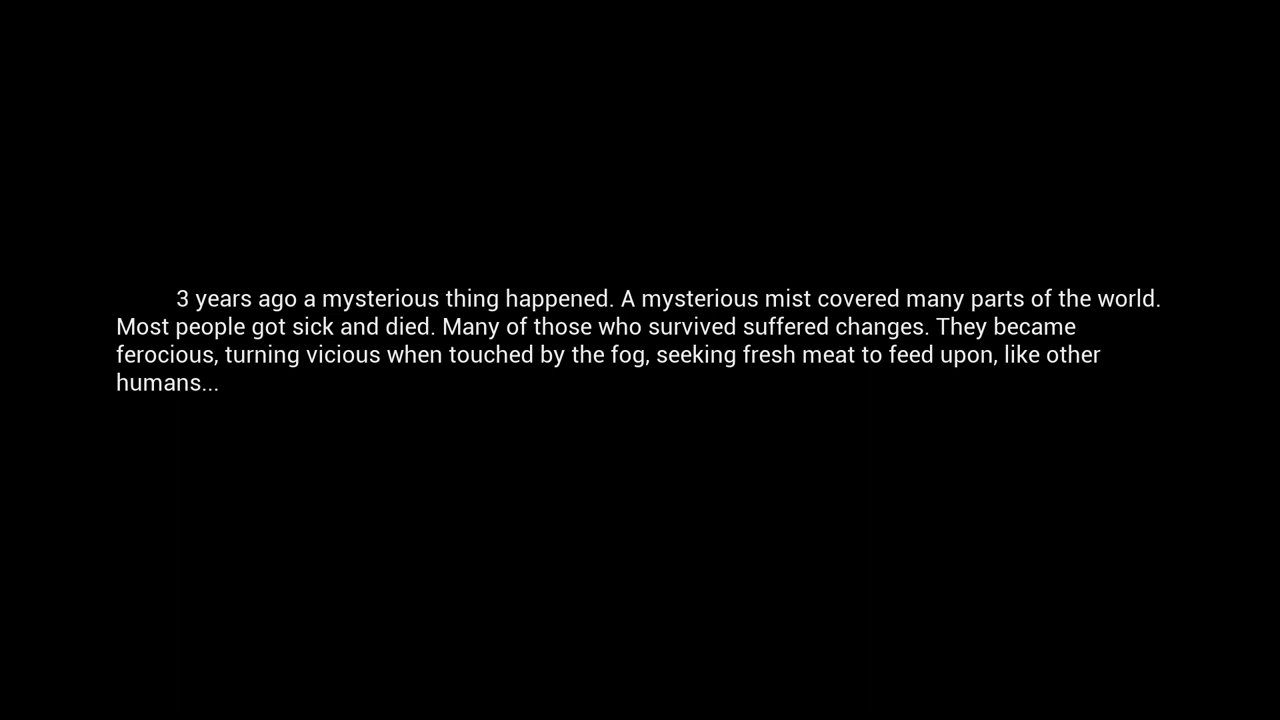 3 years ago a mysterious thing happened. A mysterious mist covered many parts of the world.
Most people got sick and died. Many of those who survived suffered changes. They became
ferocious, turning vicious when touched by the fog, seeking fresh meat to feed upon, like other
humans...